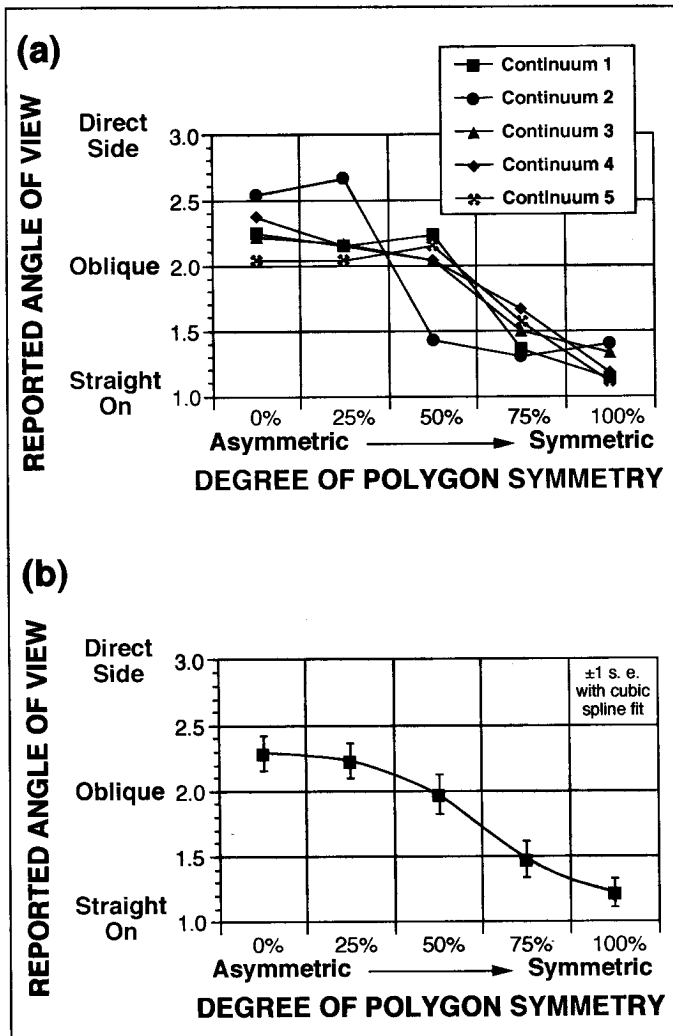 (a)
Continuum 1
Continuum 2
Continuum 3
Continuum 4
Continuum 5
REPORTED ANGLE OF VIEW
Direct
Side
Oblique
Straight
On
3.0
2.5
2.0
1.5
1.0
0% 25% 50% 75% 100%
Asymmetric Symmetric
DEGREE OF POLYGON SYMMETRY
(b)
REPORTED ANGLE OF VIEW
Direct
Side
Oblique
Straight
On
3.0
2.5
2.0
1.5
1.0
±1 s. e.
with cubic
spline fit
0% 25% 50% 75% 100%
Asymmetric Symmetric
DEGREE OF POLYGON SYMMETRY